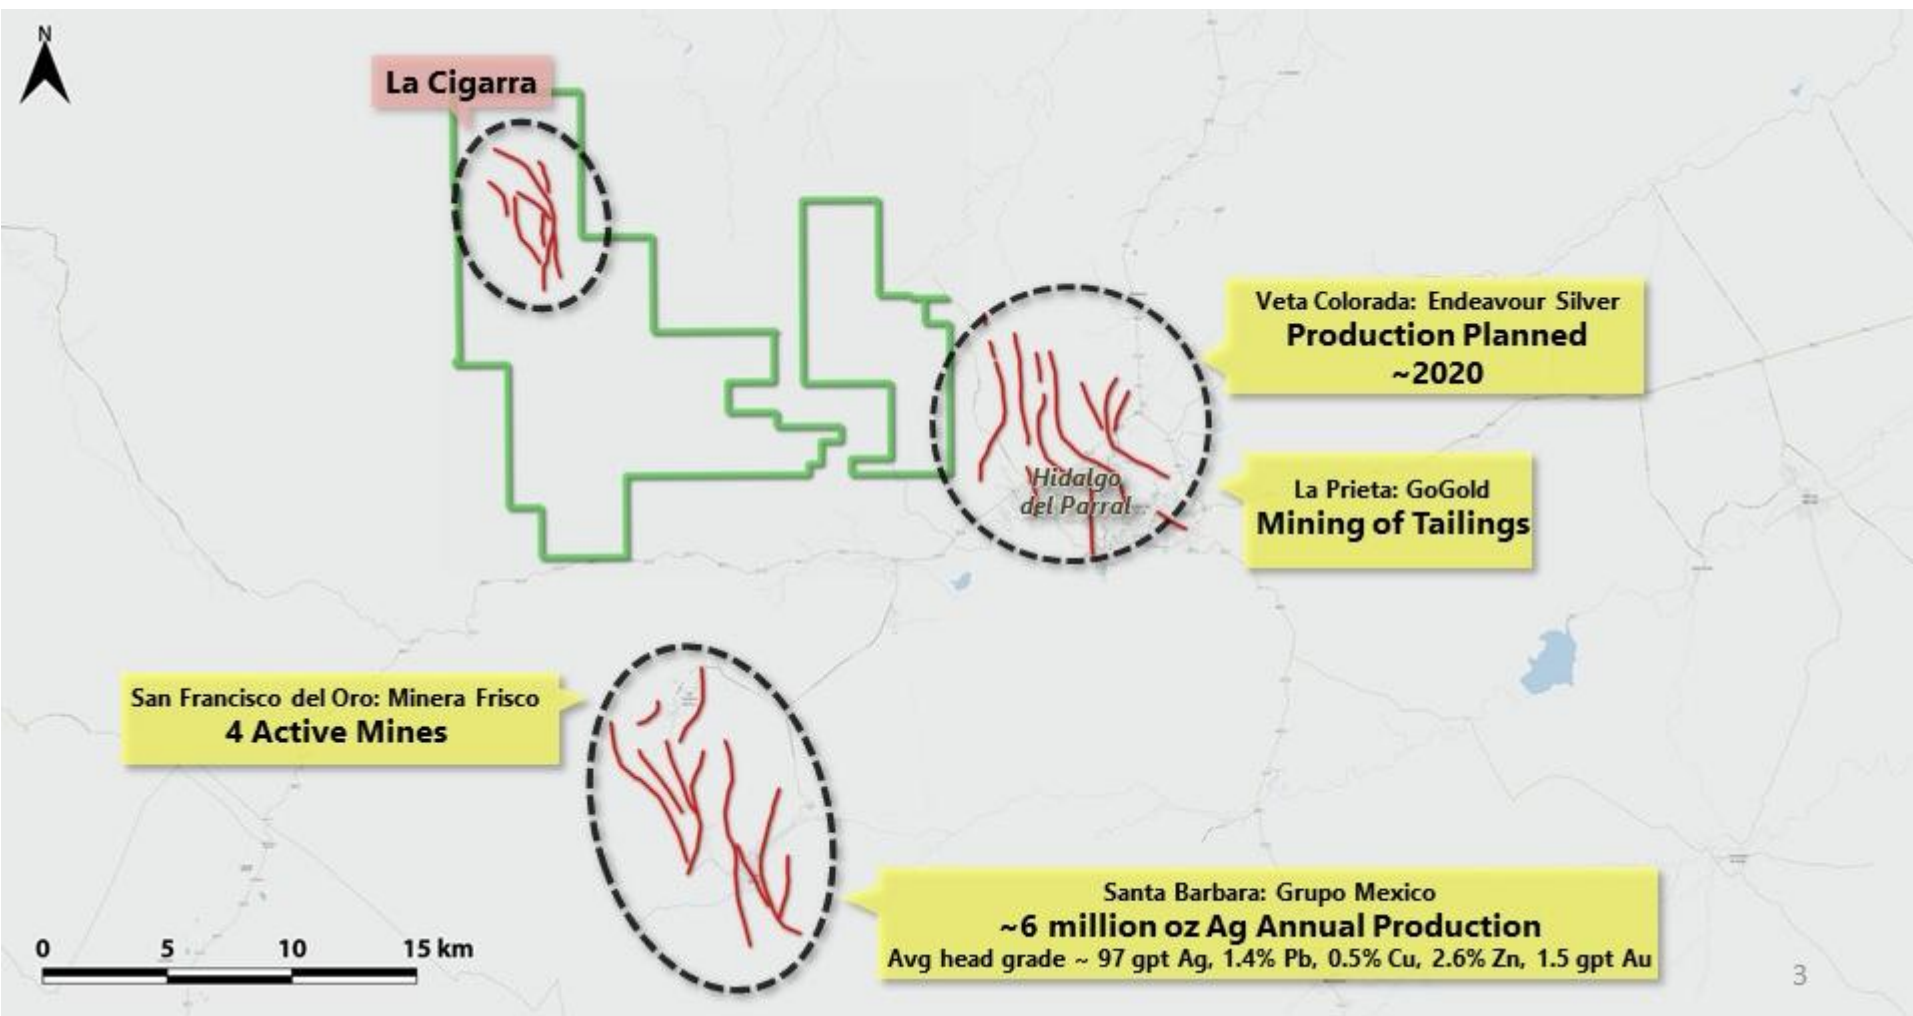 N
La Cigarra
Veta Colorada: Endeavour Silver
Production Planned
~2020
Hidalgo
del Parral
La Prieta: GoGold
Mining of Tailings
San Francisco del Oro: Minera Frisco
4 Active Mines
Santa Barbara: Grupo Mexico
~6 million oz Ag Annual Production
Avg head grade ~ 97 gpt Ag, 1.4% Pb, 0.5% Cu, 2.6% Zn, 1.5 gpt Au
0 5 10 15 km
3